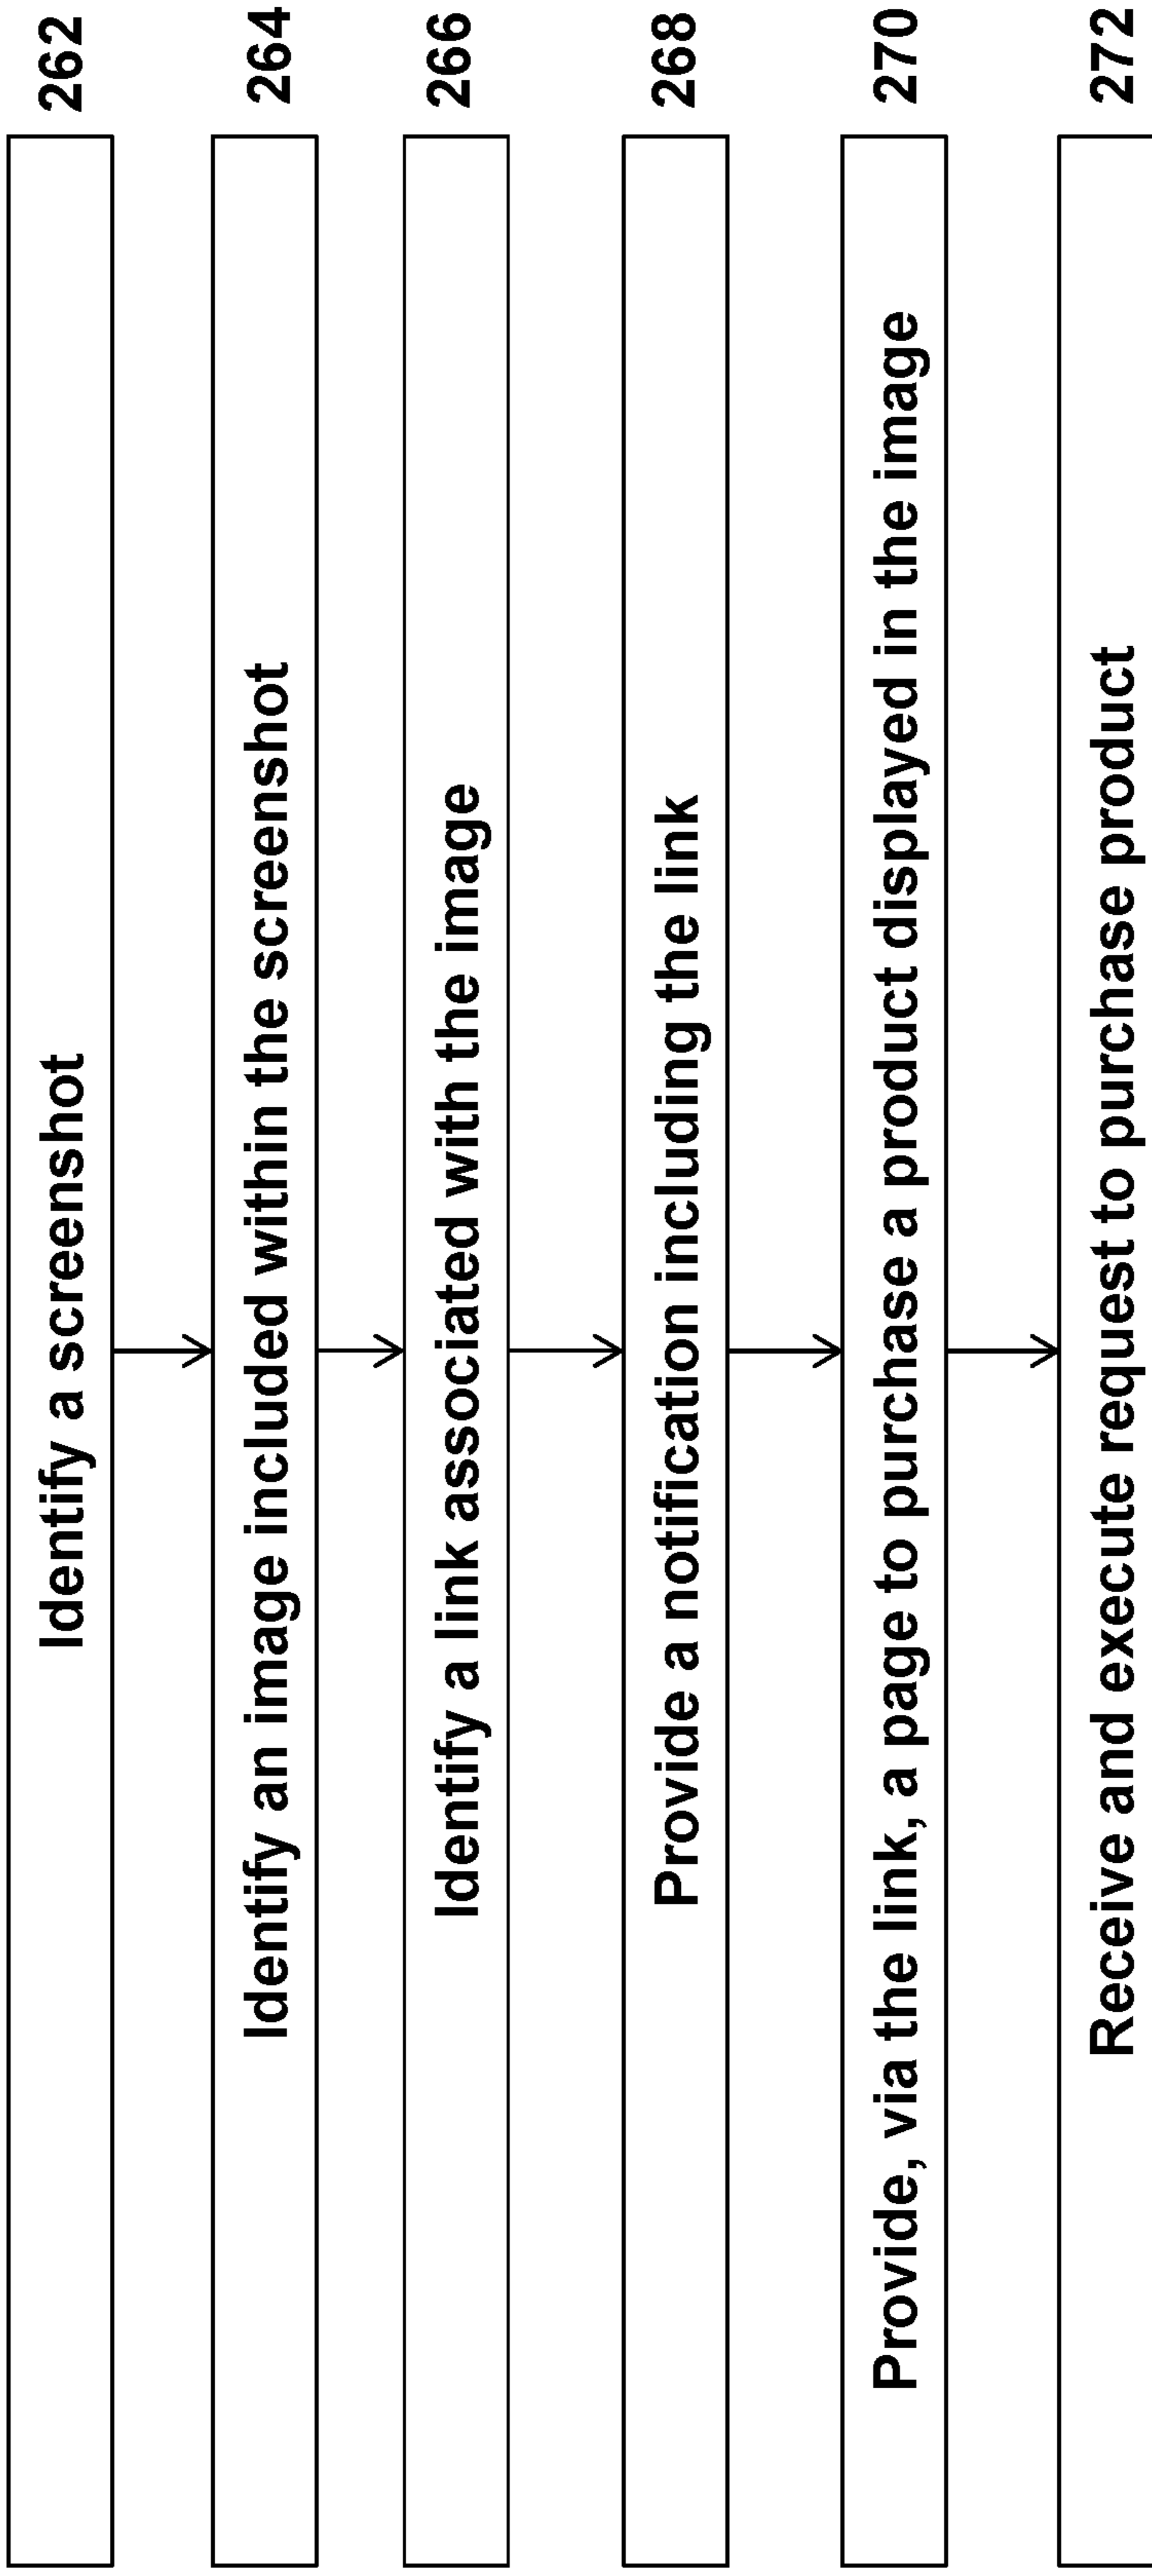 Identify a screenshot 262
Identify an image included within the screenshot 264
Identify a link associated with the image 266
Provide a notification including the link 268
Provide, via the link, a page to purchase a product displayed in the image 270
Receive and execute request to purchase product 272